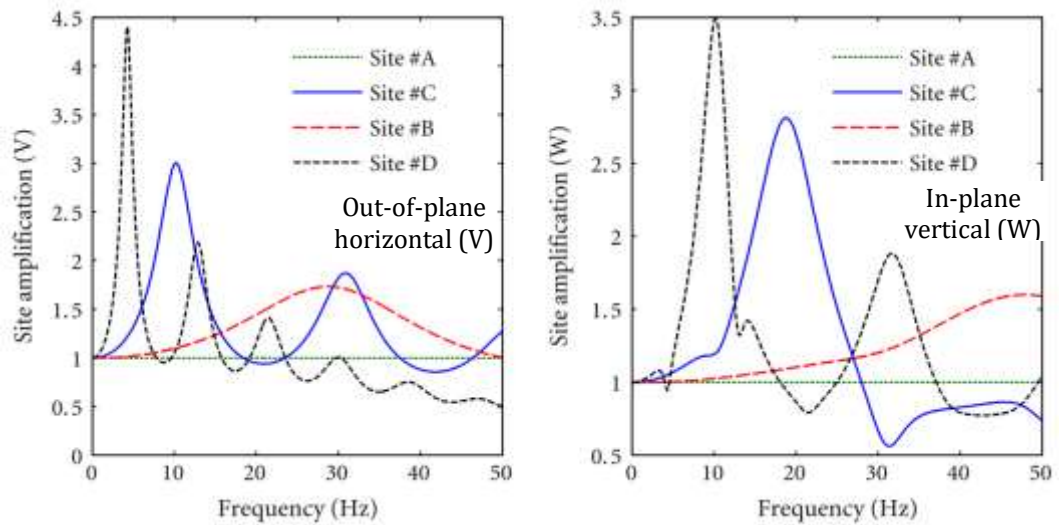 4.5
4
3.5
3
2.5
2
1.5
1
0.5
0
0
10
20
30
40
50
Site amplification (V)
Frequency (Hz)
Site #A
Site #C
Site #B
Site #D
Out-of-plane
horizontal (V)
3.5
3
2.5
2
1.5
1
0.5
0
10
20
30
40
50
Site amplification (W)
Frequency (Hz)
Site #A
Site #C
Site #B
Site #D
In-plane
vertical (W)